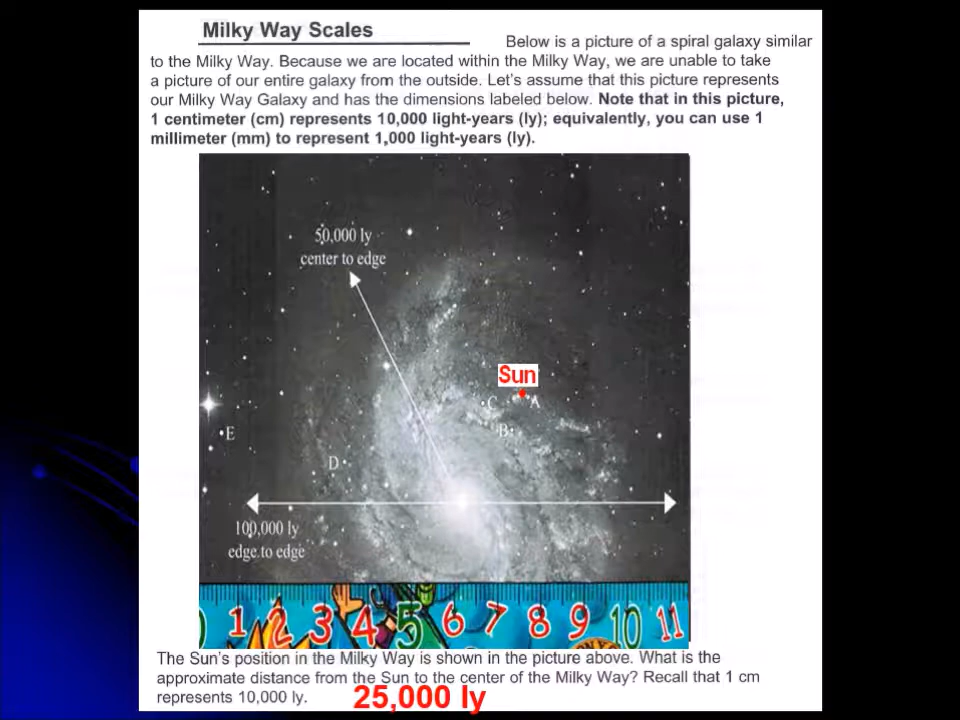 Milky Way Scales
Below is a picture of a spiral galaxy similar
to the Milky Way. Because we are located within the Milky Way, we are unable to take
a picture of our entire galaxy from the outside. Let's assume that this picture represents
our Milky Way Galaxy and has the dimensions labeled below. Note that in this picture,
1 centimeter (cm) represents 10,000 light-years (ly); equivalently, you can use 1
millimeter (mm) to represent 1,000 light-years (ly).
50,000 ly
center to edge
Sun
C
A
B
E
D
100,000 ly
edge to edge
0 1 2 3 4 5 6 7 8 9 10 11
The Sun's position in the Milky Way is shown in the picture above. What is the
approximate distance from the Sun to the center of the Milky Way? Recall that 1 cm
represents 10,000 ly.
25,000 ly